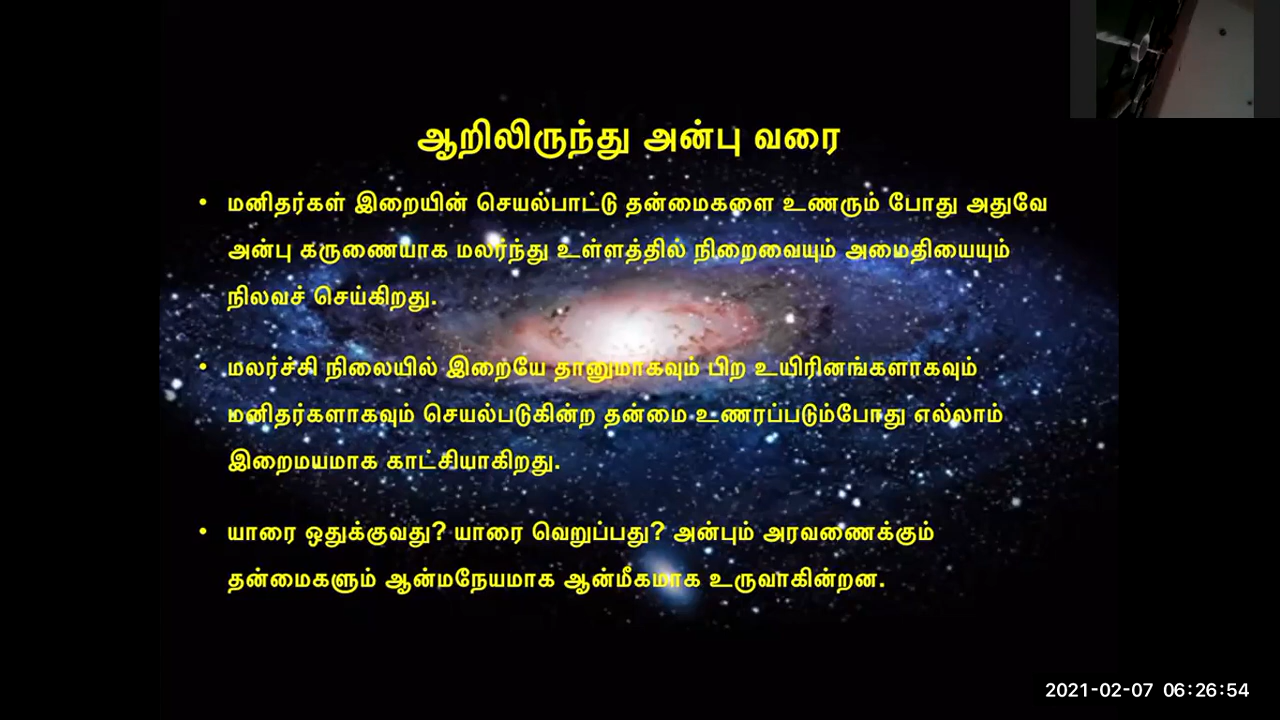 ஆறிலிருந்து அன்பு வரை
• மனிதர்கள் இறையின் செயல்பாட்டு தன்மைகளை உணரும் போது அதுவே
அன்பு கருணையாக மலர்ந்து உள்ளத்தில் நிறைவையும் அமைதியையும்
நிலவச் செய்கிறது.
• மலர்ச்சி நிலையில் இறையே தானுமாகவும் பிற உயிரினங்களாகவும்
மனிதர்களாகவும் செயல்படுகின்ற தன்மை உணரப்படும்போது எல்லாம்
இறைமயமாக காட்சியாகிறது.
• யாரை ஒதுக்குவது? யாரை வெறுப்பது? அன்பும் அரவணைக்கும்
தன்மைகளும் ஆன்மநேயமாக ஆன்மீகமாக உருவாகின்றன.
2021-02-07 06:26:54